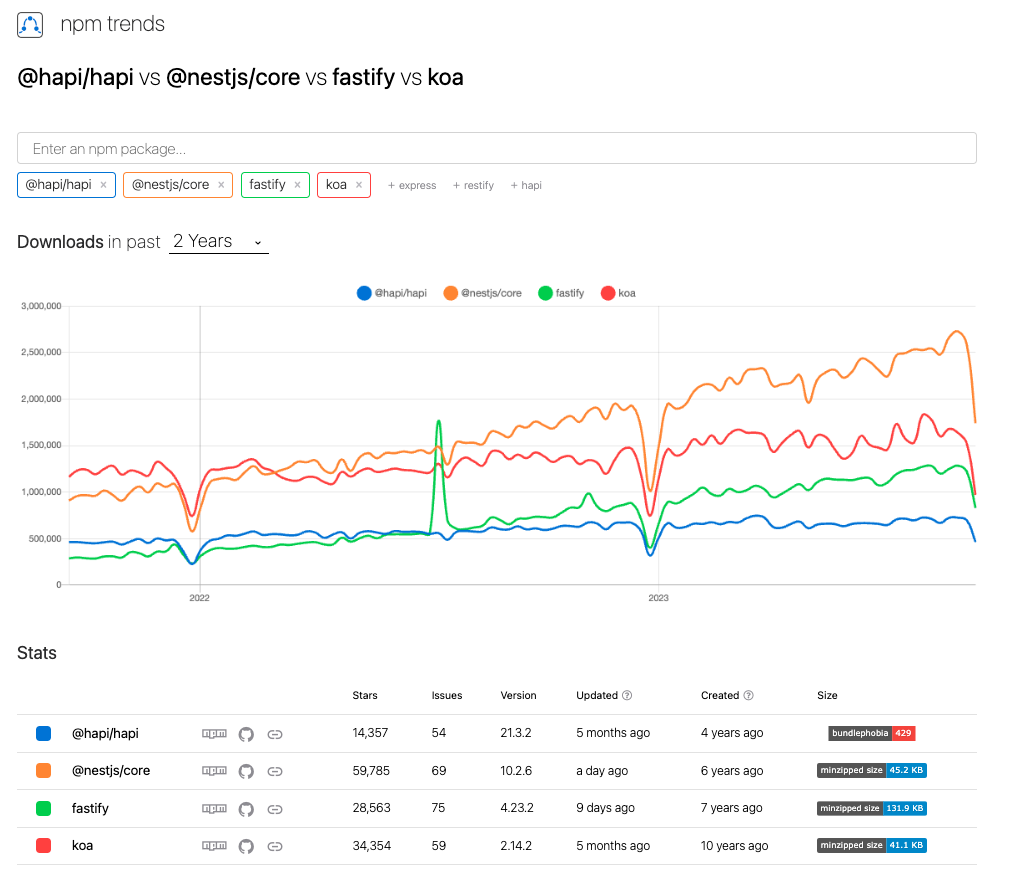 npm trends
@hapi/hapi vs @nestjs/core vs fastify vs koa
Enter an npm package...
@hapi/hapi × @nestjs/core × fastify × koa × + express + restify + hapi
Downloads in past 2 Years
@hapi/hapi @nestjs/core fastify koa
3,000,000
2,500,000
2,000,000
1,500,000
1,000,000
500,000
0
2022 2023
Stats
Stars Issues Version Updated ? Created ? Size
@hapi/hapi npm 14,357 54 21.3.2 5 months ago 4 years ago bundlephobia 429
@nestjs/core npm 59,785 69 10.2.6 a day ago 6 years ago minzipped size 45.2 KB
fastify npm 28,563 75 4.23.2 9 days ago 7 years ago minzipped size 131.9 KB
koa npm 34,354 59 2.14.2 5 months ago 10 years ago minzipped size 41.1 KB